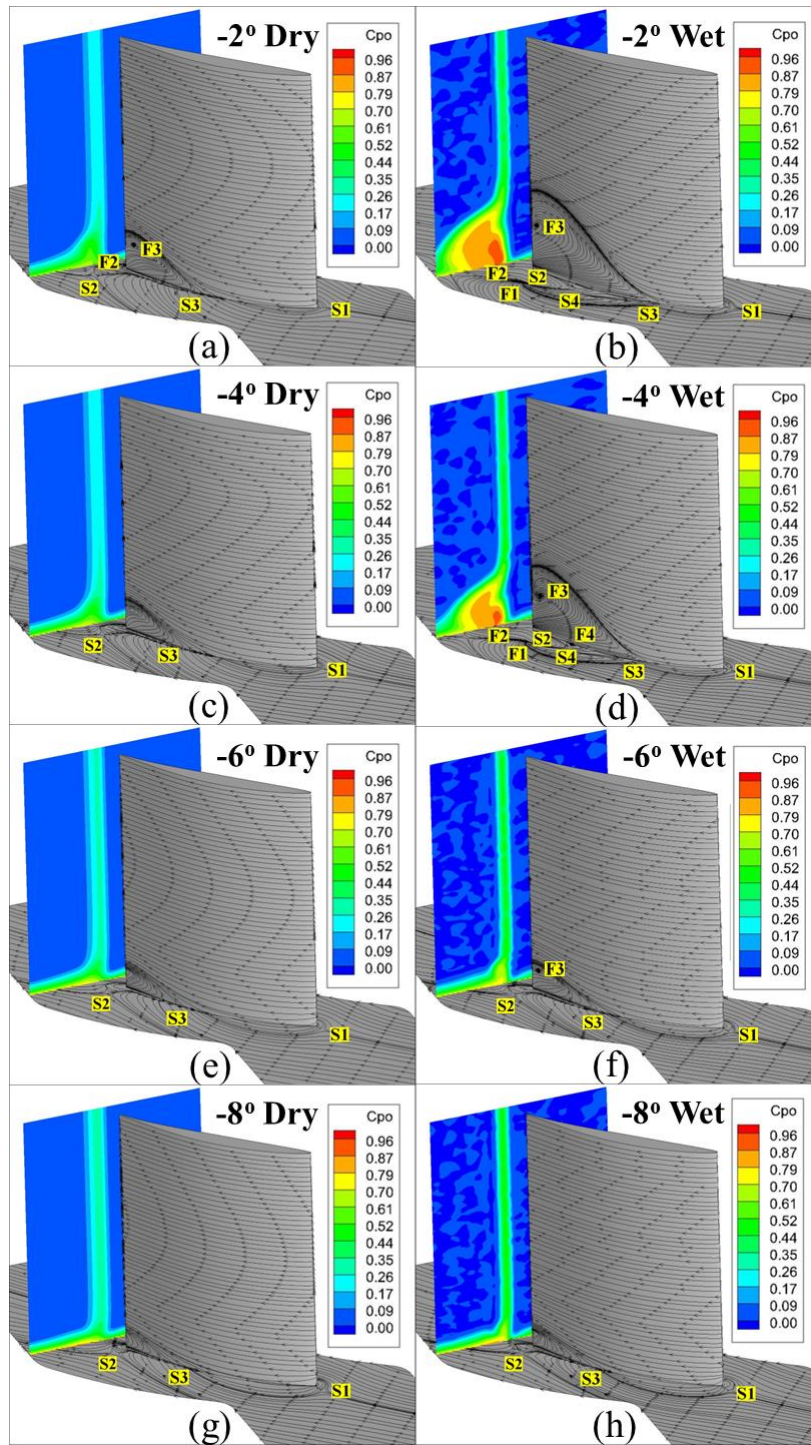 -2º Dry
Cpo
0.96
0.87
0.79
0.70
0.61
0.52
0.44
0.35
0.26
0.17
0.09
0.00
F3
F2
S2
S3
S1
(a)
-2º Wet
Cpo
0.96
0.87
0.79
0.70
0.61
0.52
0.44
0.35
0.26
0.17
0.09
0.00
F3
F2
S2
F1
S4
S3
S1
(b)
-4º Dry
Cpo
0.96
0.87
0.79
0.70
0.61
0.52
0.44
0.35
0.26
0.17
0.09
0.00
S2
S3
S1
(c)
-4º Wet
Cpo
0.96
0.87
0.79
0.70
0.61
0.52
0.44
0.35
0.26
0.17
0.09
0.00
F3
F2
S2
F4
F1
S4
S3
S1
(d)
-6º Dry
Cpo
0.96
0.87
0.79
0.70
0.61
0.52
0.44
0.35
0.26
0.17
0.09
0.00
S2
S3
S1
(e)
-6º Wet
Cpo
0.96
0.87
0.79
0.70
0.61
0.52
0.44
0.35
0.26
0.17
0.09
0.00
F3
S2
S3
S1
(f)
-8º Dry
Cpo
0.96
0.87
0.79
0.70
0.61
0.52
0.44
0.35
0.26
0.17
0.09
0.00
S2
S3
S1
(g)
-8º Wet
Cpo
0.96
0.87
0.79
0.70
0.61
0.52
0.44
0.35
0.26
0.17
0.09
0.00
S2
S3
S1
(h)